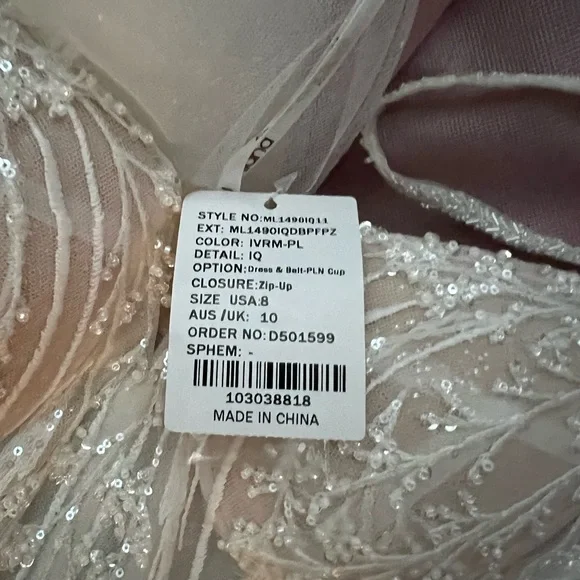 STYLE NO:ML1490IQ11
EXT: ML1490IQDBPFPZ
COLOR: IVRM-PL
DETAIL: IQ
OPTION:Dress & Belt-PLN Cup
CLOSURE:Zip-Up
SIZE USA:8
AUS /UK: 10
ORDER NO:D501599
SPHEM: -
103038818
MADE IN CHINA